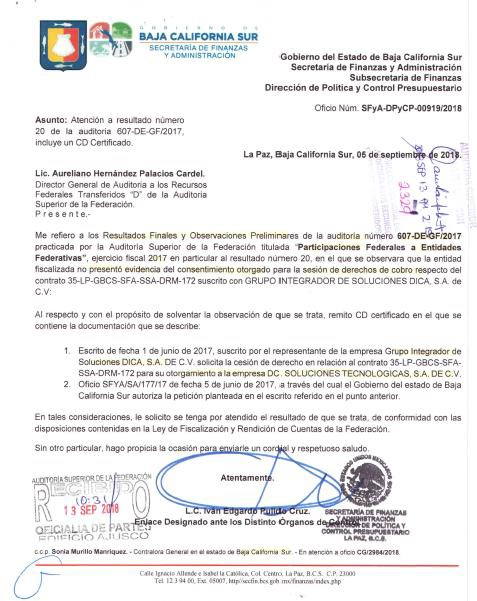 GOBIERNO DE
BAJA CALIFORNIA SUR
SECRETARÍA DE FINANZAS
Y ADMINISTRACIÓN
Gobierno del Estado de Baja California Sur
Secretaria de Finanzas y Administración
Subsecretaria de Finanzas
Dirección de Política y Control Presupuestario
Oficio Núm. SFyA-DPyCP-00919/2018
Asunto: Atención a resultado número
20 de la auditoria 607-DE-GF/2017,
incluye un CD Certificado.
La Paz, Baja California Sur, 05 de septiembre de 2018.
Lic. Aureliano Hernández Palacios Cardel.
Director General de Auditoria a los Recursos
Federales Transferidos "D" de la Auditoria
Superior de la Federación.
P r e s e n t e.-
Me refiero a los Resultados Finales y Observaciones Preliminares de la auditoria número 607-DE-GF/2017
practicada por la Auditoria Superior de la Federación titulada "Participaciones Federales a Entidades
Federativas", ejercicio fiscal 2017 en particular al resultado número 20, en el que se observara que la entidad
fiscalizada no presentó evidencia del consentimiento otorgado para la sesión de derechos de cobro respecto del
contrato 35-LP-GBCS-SFA-SSA-DRM-172 suscrito con GRUPO INTEGRADOR DE SOLUCIONES DICA, S.A. DE
C.V:
Al respecto y con el propósito de solventar la observación de que se trata, remito CD certificado en el que se
contiene la documentación que se describe:
1. Escrito de fecha 1 de junio de 2017, suscrito por el representante de la empresa Grupo Integrador de
Soluciones DICA, S.A. DE C.V. solicita la cesión de derecho en relación al contrato 35-LP-GBCS-SFA-
SSA-DRM-172 para su otorgamiento a la empresa DC. SOLUCIONES TECNOLOGICAS, S.A. DE C.V.
2. Oficio SFYA/SA/177/17 de fecha 5 de junio de 2017, a través del cual el Gobierno del estado de Baja
California Sur autoriza la petición planteada en el escrito referido en el punto anterior.
En tales consideraciones, le solicito se tenga por atendido el resultado de que se trata, de conformidad con las
disposiciones contenidas en la Ley de Fiscalización y Rendición de Cuentas de la Federación.
Sin otro particular, hago propicia la ocasión para enviarle un cordial y respetuoso saludo.
Atentamente.
AUDITORÍA SUPERIOR DE LA FEDERACIÓN
RECIBIDO
10:31
13 SEP 2018
OFICIALIA DE PARTES
EDIFICIO AJUSCO
L.C. Iván Edgardo Pulido Cruz.
Enlace Designado ante los Distinto Órganos de Control
ESTADOS UNIDOS MEXICANOS
SECRETARÍA DE FINANZAS
Y ADMINISTRACIÓN
DIRECCIÓN DE POLITICA Y
CONTROL PRESUPUESTARIO
LA PAZ, B.C.S.
c.c.p. Sonia Murillo Manriquez. - Contralora General en el estado de Baja California Sur. - En atención a oficio CG/2984/2018.
Calle Ignacio Allende e Isabel la Católica, Col. Centro, La Paz, B.C.S. C.P. 23000
Tel. 12 3 94 00, Ext. 05007, http://secfin.bcs.gob.mx/finanzas/index.php